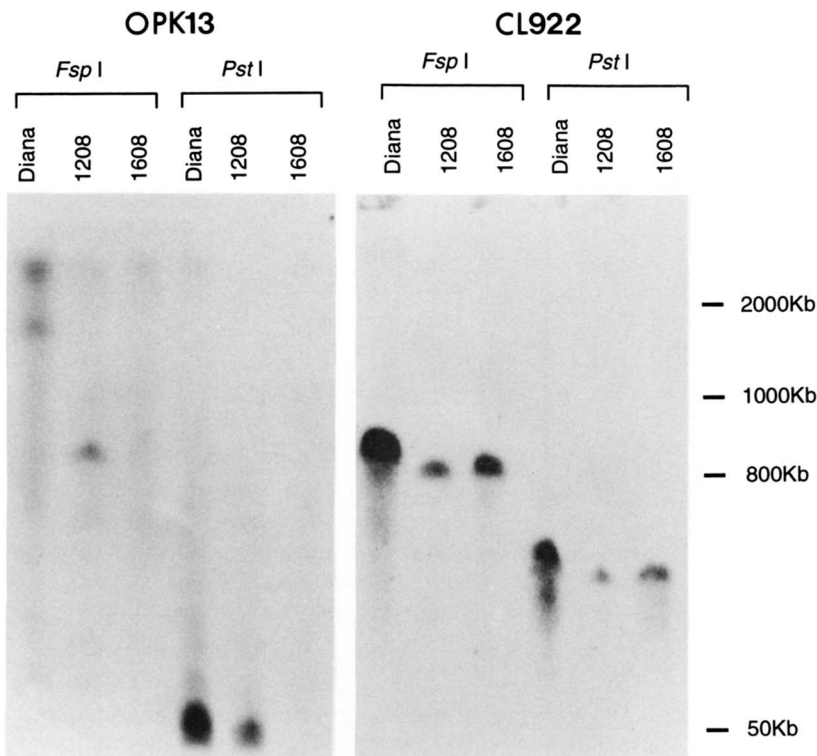 OPK13 CL922
Fsp I Pst I Fsp I Pst I
Diana 1208 1608 Diana 1208 1608 Diana 1208 1608 Diana 1208 1608
2000Kb
1000Kb
800Kb
50Kb